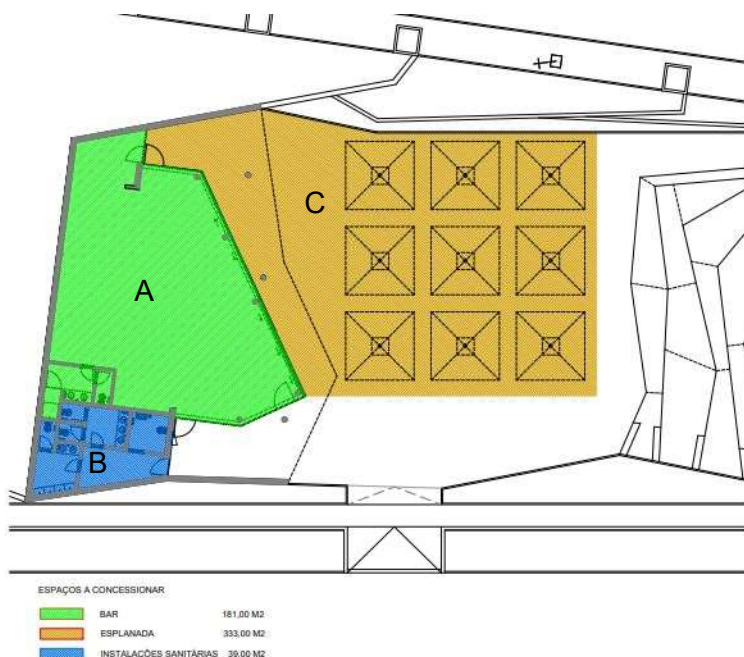 C
A
B
ESPAÇOS A CONCESSIONAR
BAR 181,00 M2
ESPLANADA 333,00 M2
INSTALAÇÕES SANITÁRIAS 39,00 M2